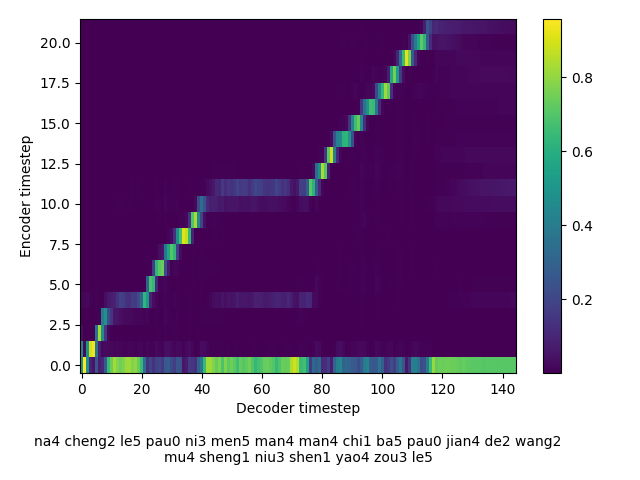 20.0
17.5
15.0
12.5
10.0
7.5
5.0
2.5
0.0
Encoder timestep
0 20 40 60 80 100 120 140
Decoder timestep
0.8
0.6
0.4
0.2
na4 cheng2 le5 pau0 ni3 men5 man4 man4 chi1 ba5 pau0 jian4 de2 wang2
mu4 sheng1 niu3 shen1 yao4 zou3 le5